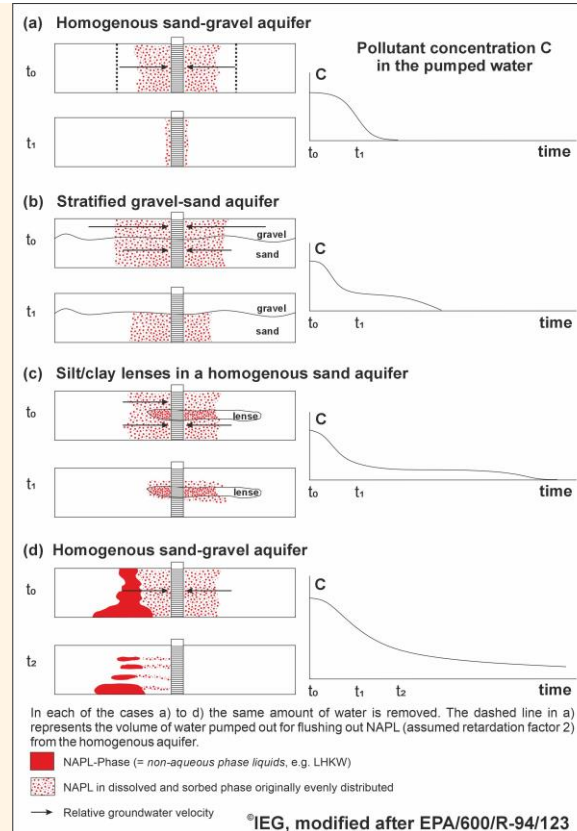 (a) Homogenous sand-gravel aquifer
Pollutant concentration C
in the pumped water
t₀
C
t₁
t₀ t₁ time
(b) Stratified gravel-sand aquifer
t₀
gravel
sand
C
t₁
gravel
sand
t₀ t₁ time
(c) Silt/clay lenses in a homogenous sand aquifer
t₀
lense
C
t₁
lense
t₀ t₁ time
(d) Homogenous sand-gravel aquifer
t₀
C
t₂
t₀ t₁ t₂ time
In each of the cases a) to d) the same amount of water is removed. The dashed line in a)
represents the volume of water pumped out for flushing out NAPL (assumed retardation factor 2)
from the homogenous aquifer.
NAPL-Phase (= non-aqueous phase liquids, e.g. LHKW)
NAPL in dissolved and sorbed phase originally evenly distributed
Relative groundwater velocity
©IEG, modified after EPA/600/R-94/123